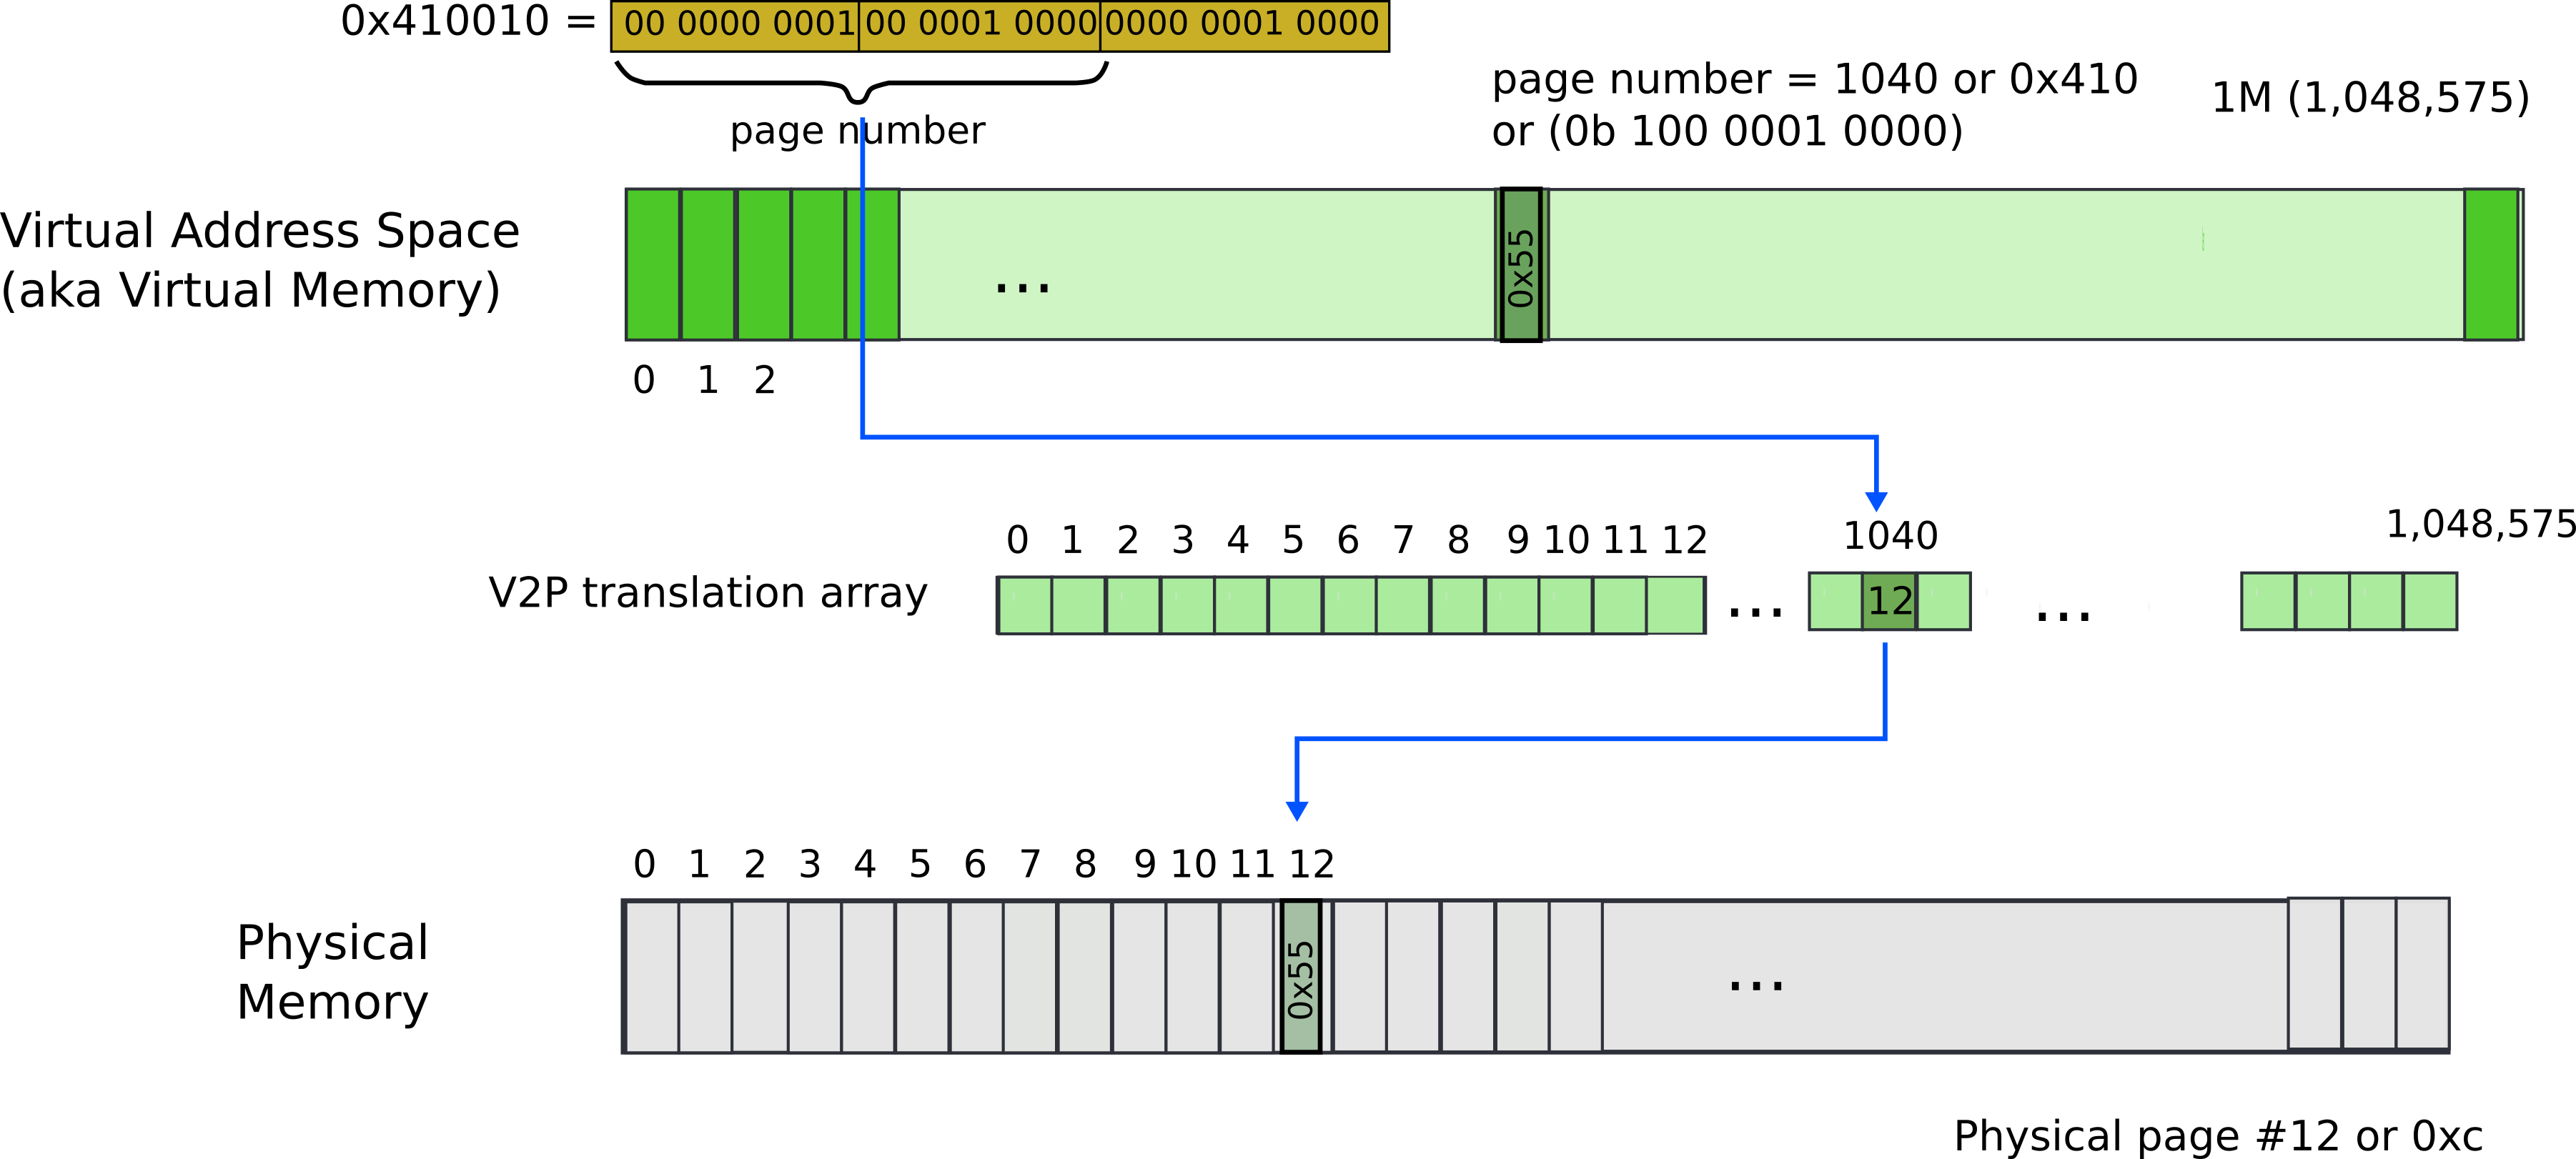 0x410010 = 00 0000 0001 00 0001 0000 0000 0001 0000
page number
page number = 1040 or 0x410
or (0b 100 0001 0000)
1M (1,048,575)
Virtual Address Space
(aka Virtual Memory)
...
0x55
0 1 2
0 1 2 3 4 5 6 7 8 9 10 11 12 1040 1,048,575
V2P translation array
... 12 ...
0 1 2 3 4 5 6 7 8 9 10 11 12
Physical
Memory
0x55
...
Physical page #12 or 0xc